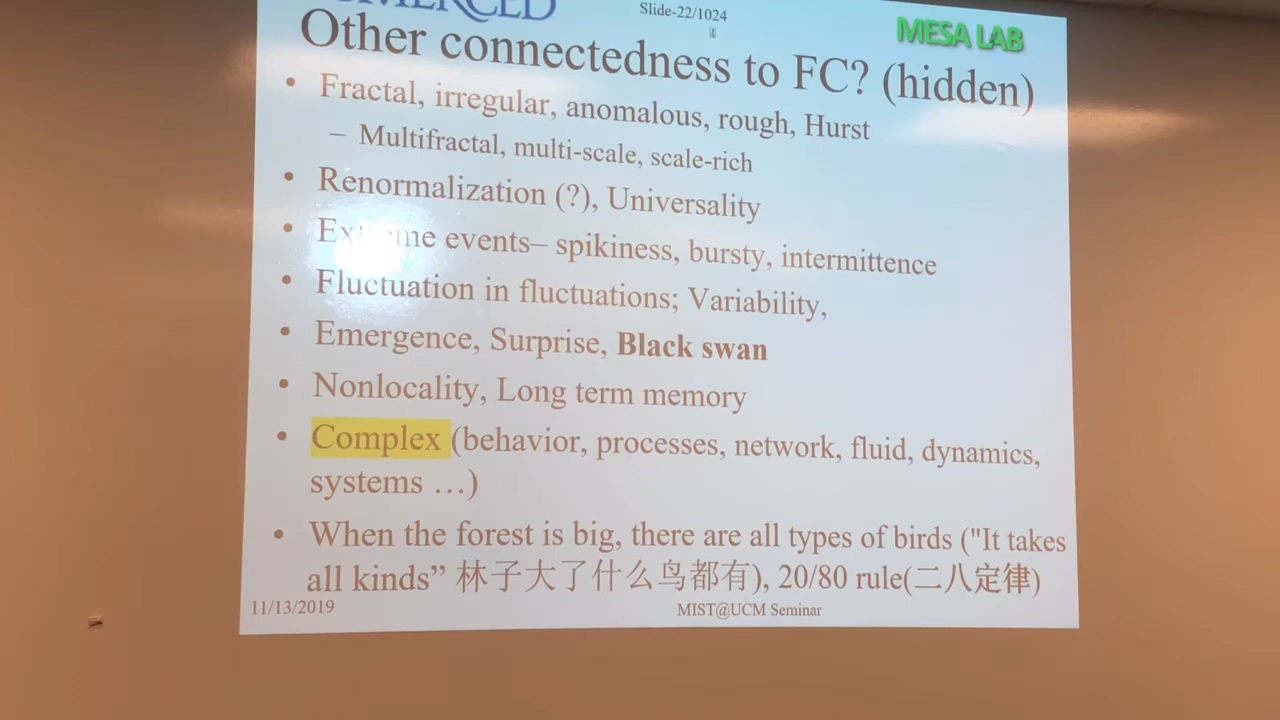 MERCED
Slide-22/1024
MESA LAB
Other connectedness to FC? (hidden)
• Fractal, irregular, anomalous, rough, Hurst
– Multifractal, multi-scale, scale-rich
• Renormalization (?), Universality
• Extreme events– spikiness, bursty, intermittence
• Fluctuation in fluctuations; Variability,
• Emergence, Surprise, Black swan
• Nonlocality, Long term memory
• Complex (behavior, processes, network, fluid, dynamics,
systems …)
• When the forest is big, there are all types of birds ("It takes
all kinds” 林子大了什么鸟都有), 20/80 rule(二八定律)
11/13/2019
MIST@UCM Seminar